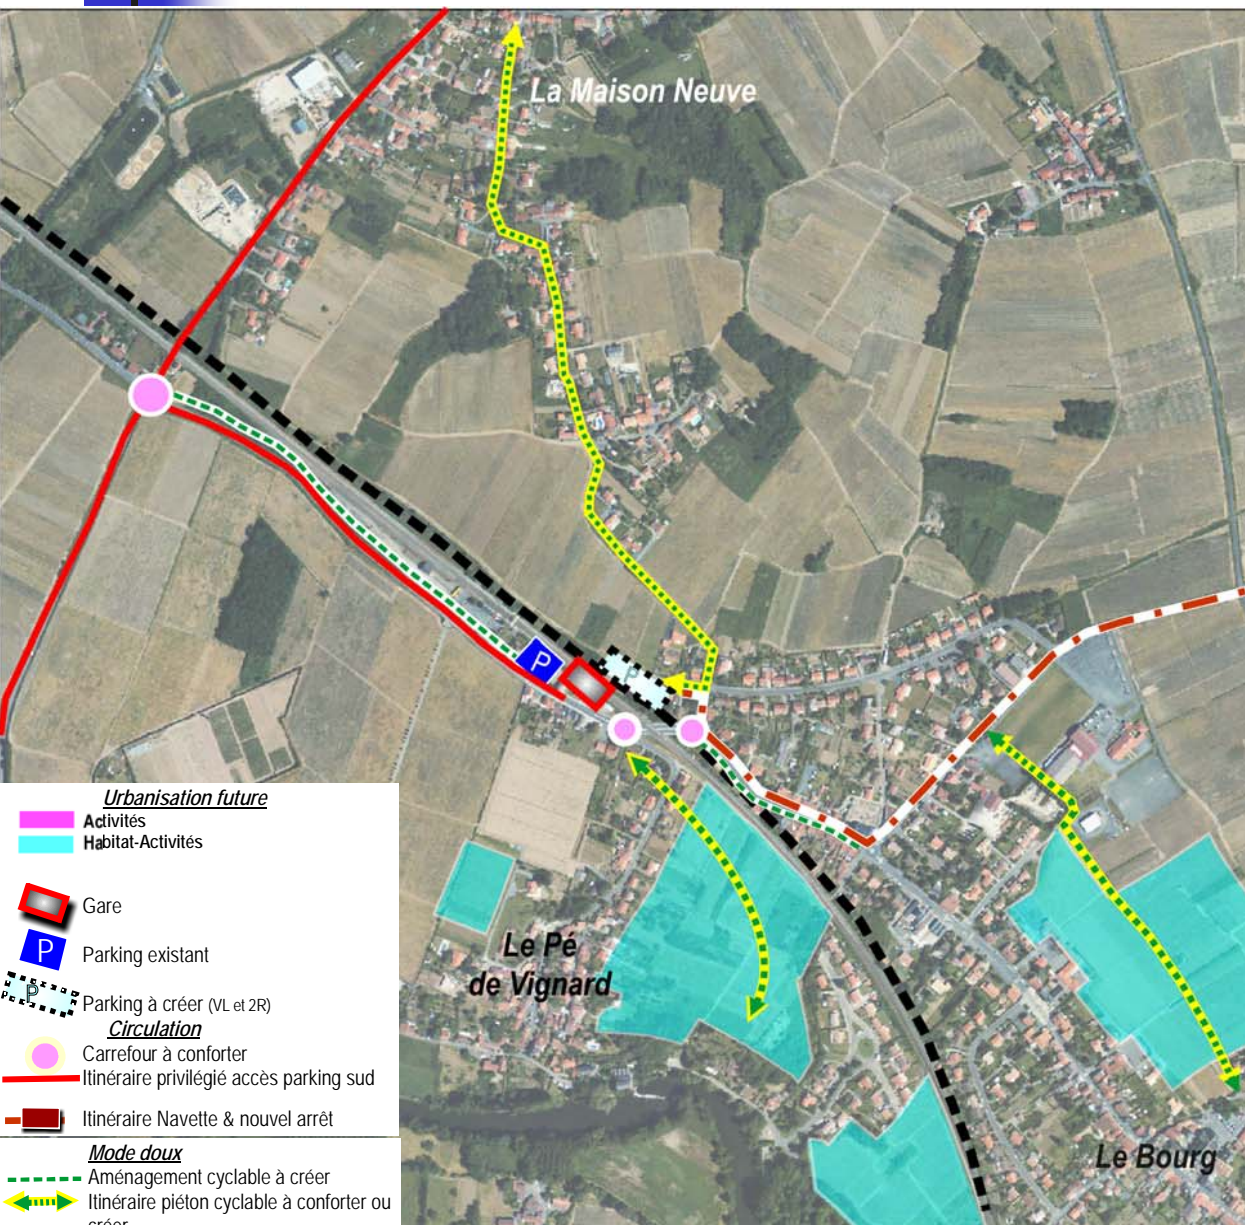 La Maison Neuve
P
P
Le Pé
de Vignard
Le Bourg
Urbanisation future
Activités
Habitat-Activités
Gare
P
Parking existant
P
Parking à créer (VL et 2R)
Circulation
Carrefour à conforter
Itinéraire privilégié accès parking sud
Itinéraire Navette & nouvel arrêt
Mode doux
Aménagement cyclable à créer
Itinéraire piéton cyclable à conforter ou
créer